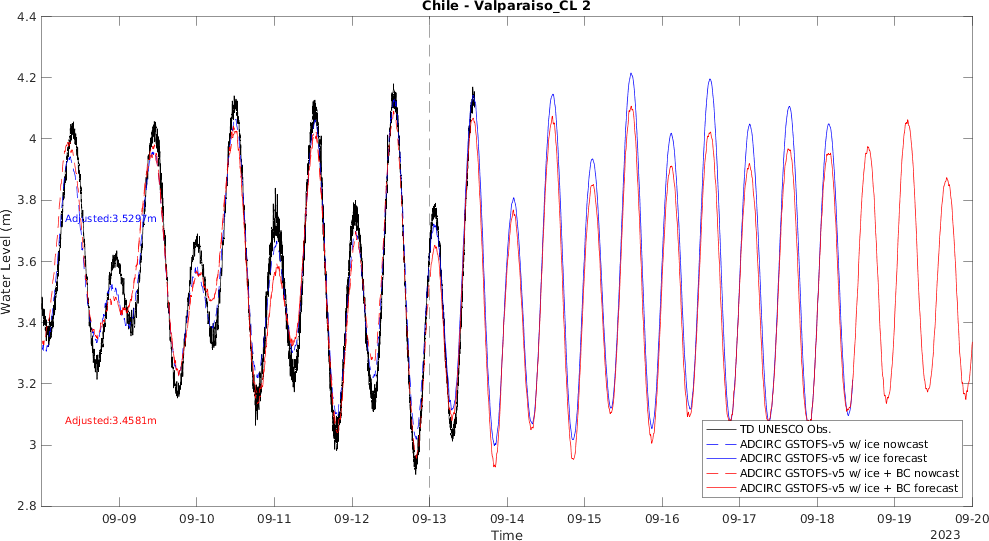 Chile - Valparaiso_CL 2
4.4
4.2
4
3.8
3.6
3.4
3.2
3
2.8
Water Level (m)
Adjusted:3.5297m
Adjusted:3.4581m
TD UNESCO Obs.
ADCIRC GSTOFS-v5 w/ ice nowcast
ADCIRC GSTOFS-v5 w/ ice forecast
ADCIRC GSTOFS-v5 w/ ice + BC nowcast
ADCIRC GSTOFS-v5 w/ ice + BC forecast
09-09 09-10 09-11 09-12 09-13 09-14 09-15 09-16 09-17 09-18 09-19 09-20
Time
2023